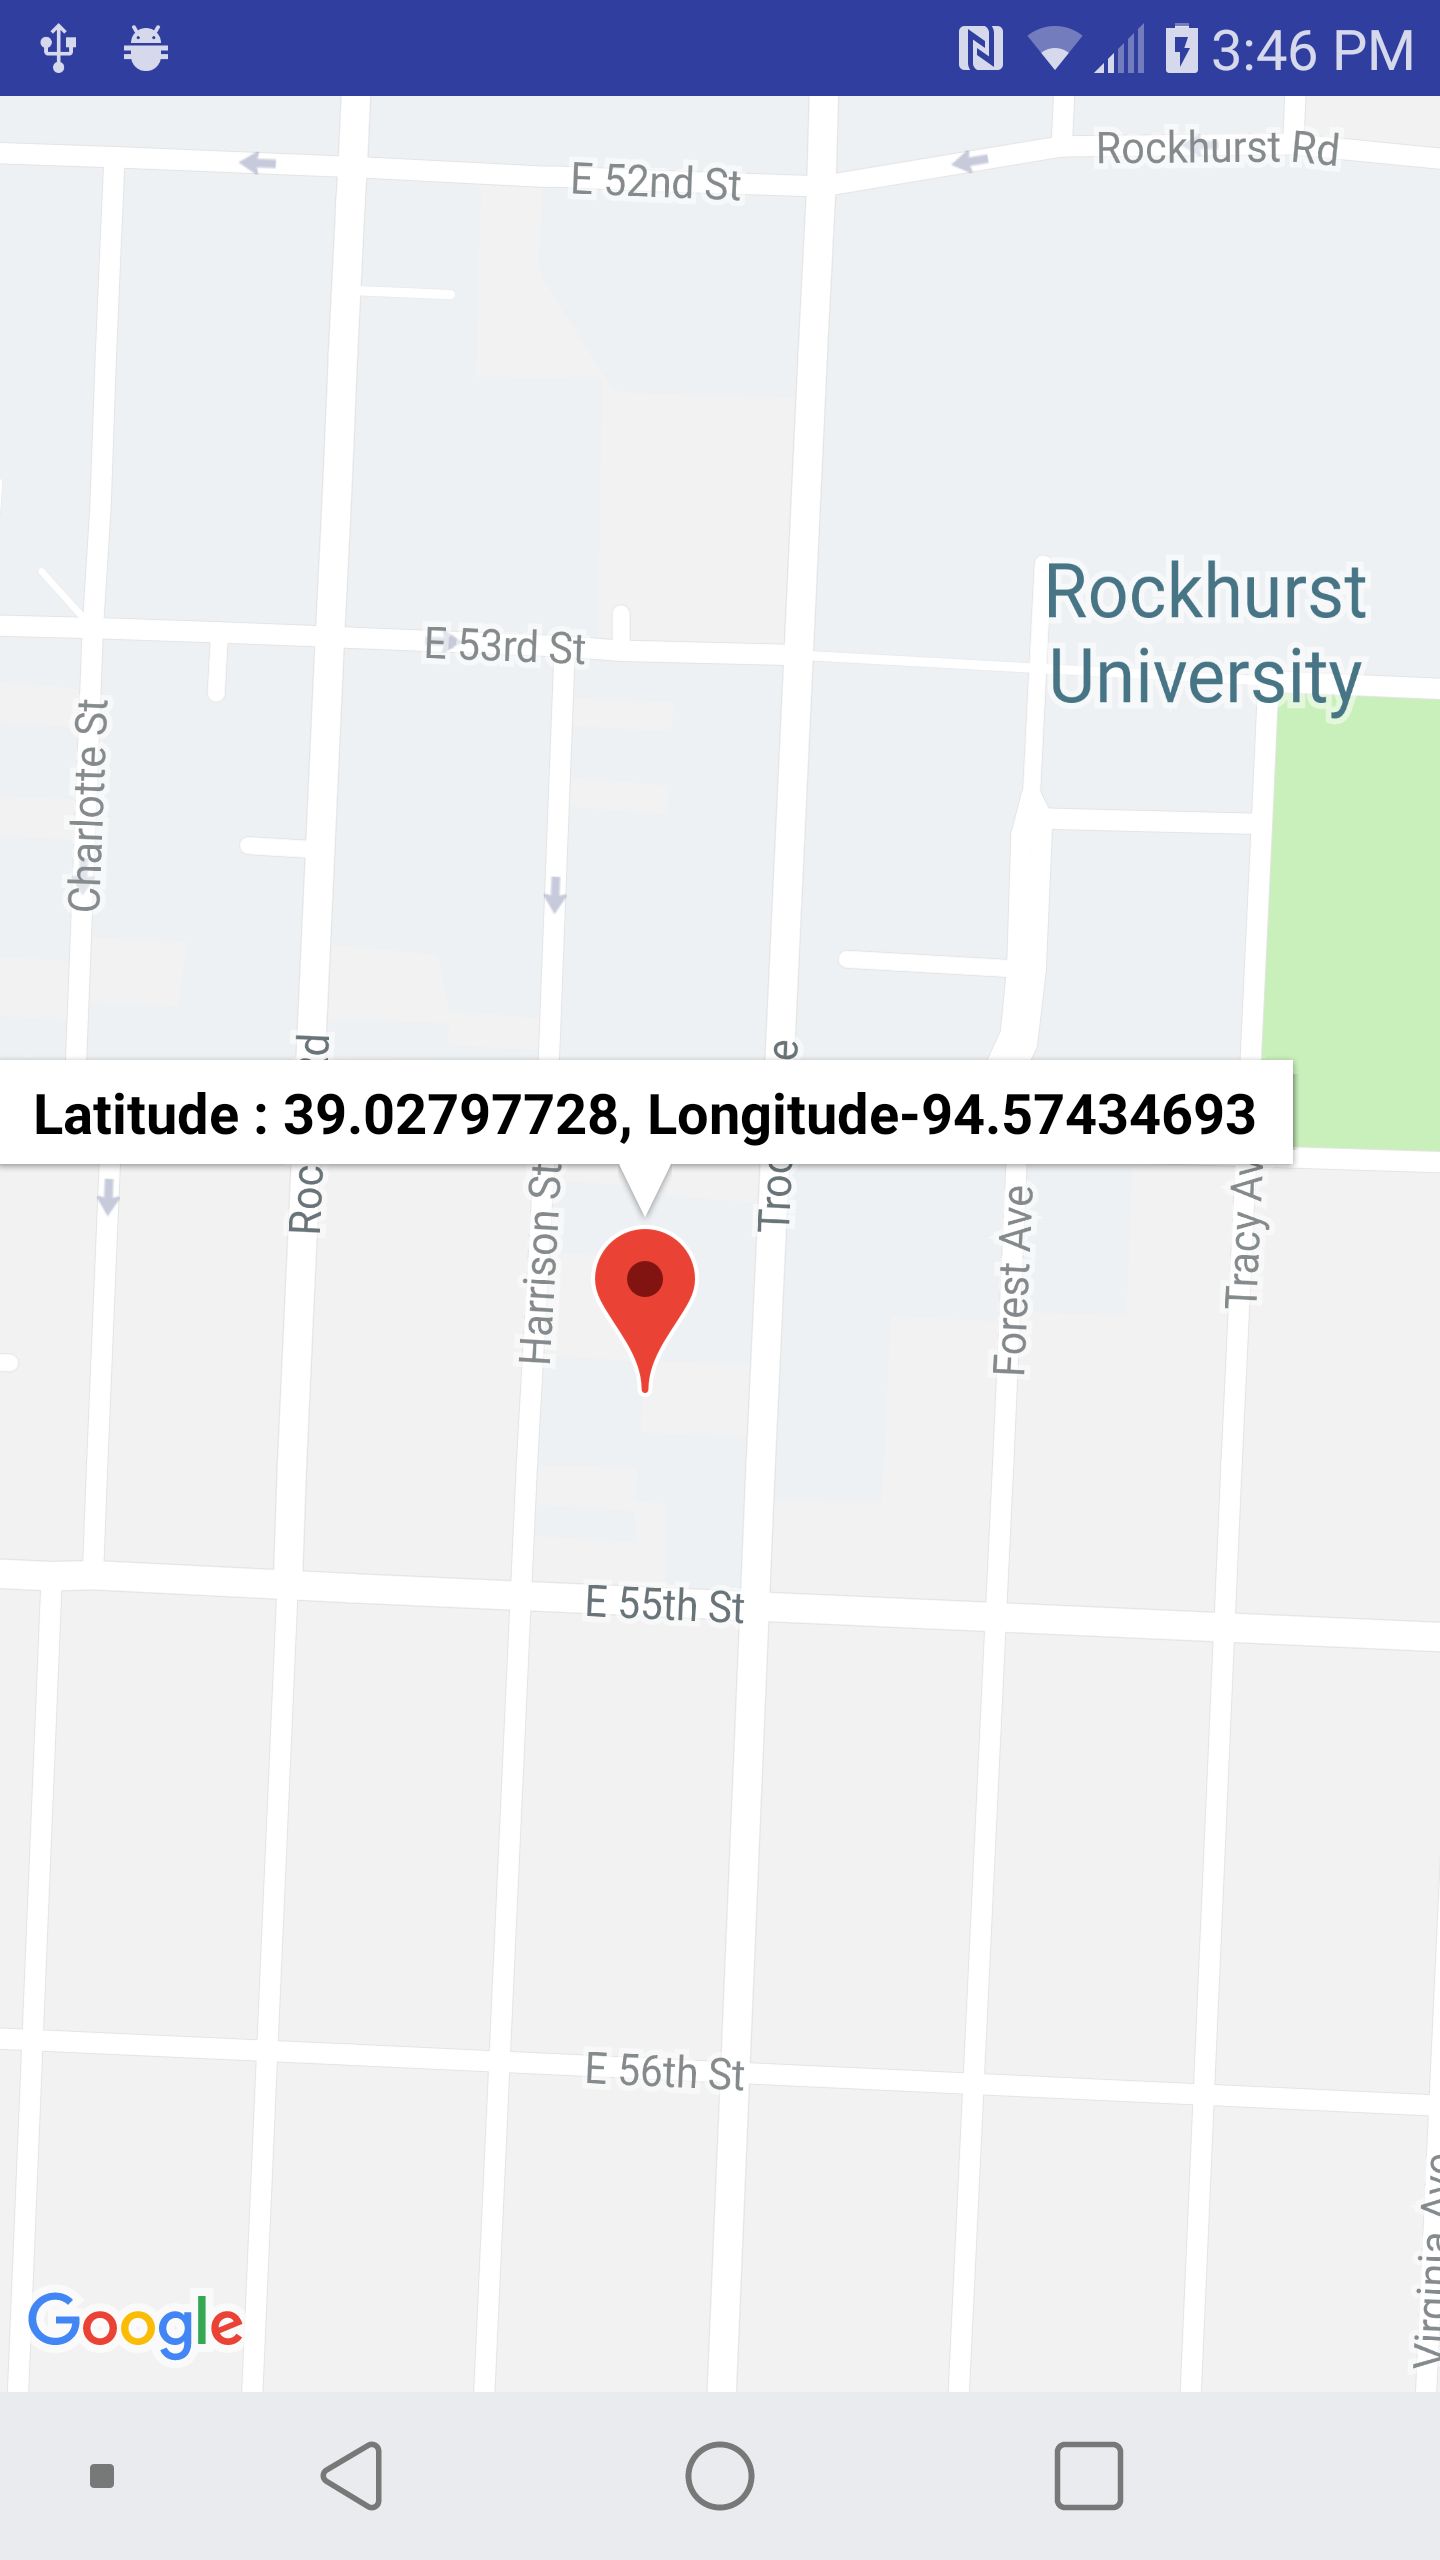 3:46 PM
Rockhurst Rd
E 52nd St
Rockhurst
University
E 53rd St
Charlotte St
Latitude : 39.02797728, Longitude-94.57434693
Harrison St
Forest Ave
E 55th St
E 56th St
Google